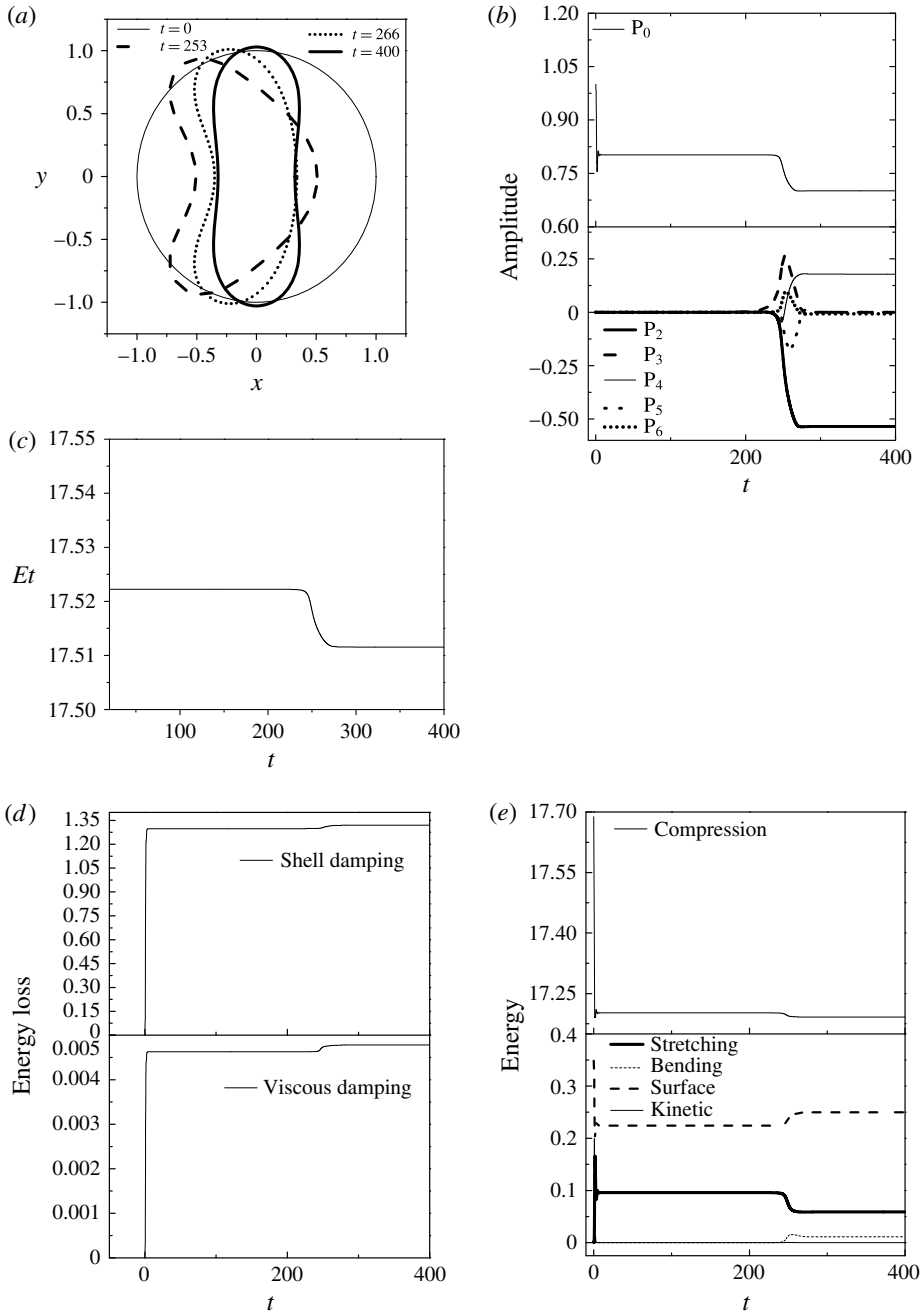 (a)
t = 0
t = 253
t = 266
t = 400
1.0
0.5
0
−0.5
−1.0
y
−1.0 −0.5 0 0.5 1.0
x
(b)
1.20
1.05
0.90
0.75
0.60
P0
Amplitude
0.25
0
−0.25
−0.50
P2
P3
P4
P5
P6
0 200 400
t
(c)
17.55
17.54
17.53
17.52
17.51
17.50
Et
100 200 300 400
t
(d)
1.35
1.20
1.05
0.90
0.75
0.60
0.45
0.30
0.15
0
Shell damping
Energy loss
0.005
0.004
0.003
0.002
0.001
0
Viscous damping
0 200 400
t
(e)
17.70
17.55
17.40
17.25
Compression
Energy
0.4
0.3
0.2
0.1
0
Stretching
Bending
Surface
Kinetic
0 100 200 300 400
t